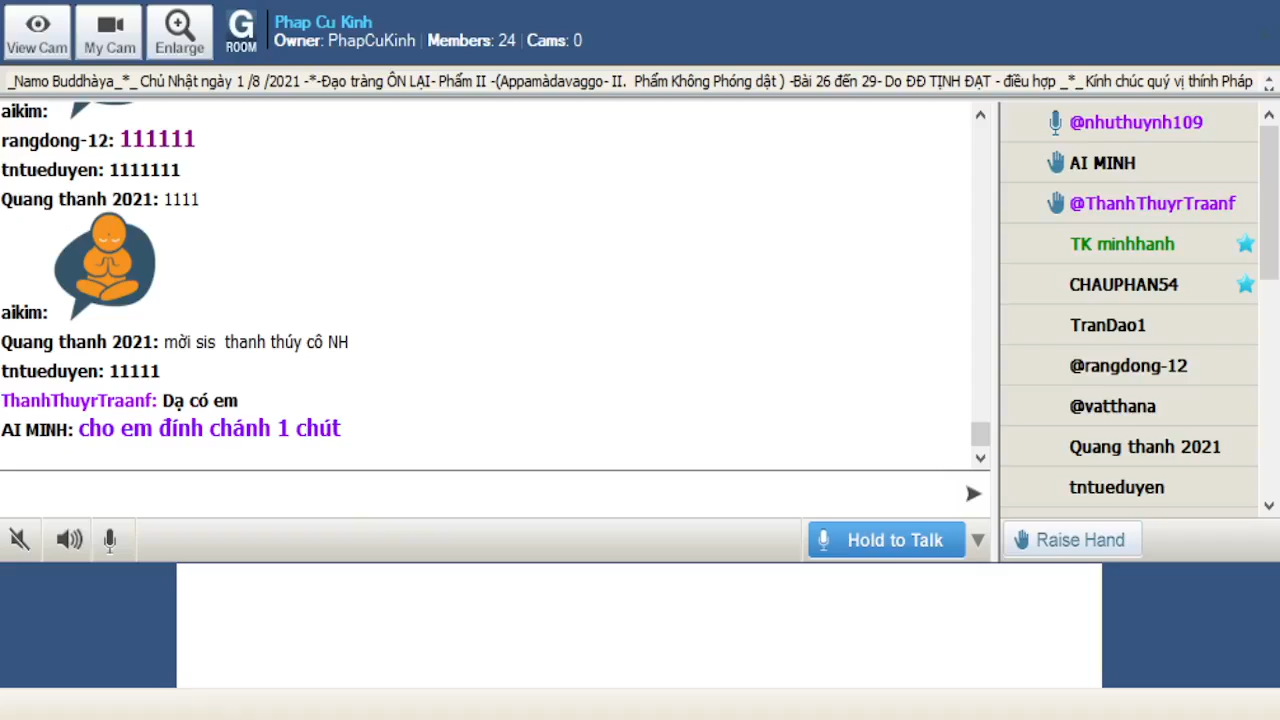 View Cam
My Cam
Enlarge
G
ROOM
Phap Cu Kinh
Owner: PhapCuKinh | Members: 24 | Cams: 0
_Namo Buddhàya_*_ Chủ Nhật ngày 1 /8 /2021 -*-Đạo tràng ÔN LẠI- Phẩm II -(Appamàdavaggo- II. Phẩm Không Phóng dật ) -Bài 26 đến 29- Do ĐĐ TỊNH ĐẠT - điều hợp _*_Kính chúc quý vị thính Pháp
aikim:
rangdong-12: 111111
tntueduyen: 1111111
Quang thanh 2021: 1111
aikim:
Quang thanh 2021: mời sis thanh thúy cô NH
tntueduyen: 11111
ThanhThuyrTraanf: Dạ có em
AI MINH: cho em đính chánh 1 chút
@nhuthuynh109
AI MINH
@ThanhThuyrTraanf
TK minhhanh
CHAUPHAN54
TranDao1
@rangdong-12
@vatthana
Quang thanh 2021
tntueduyen
Hold to Talk
Raise Hand